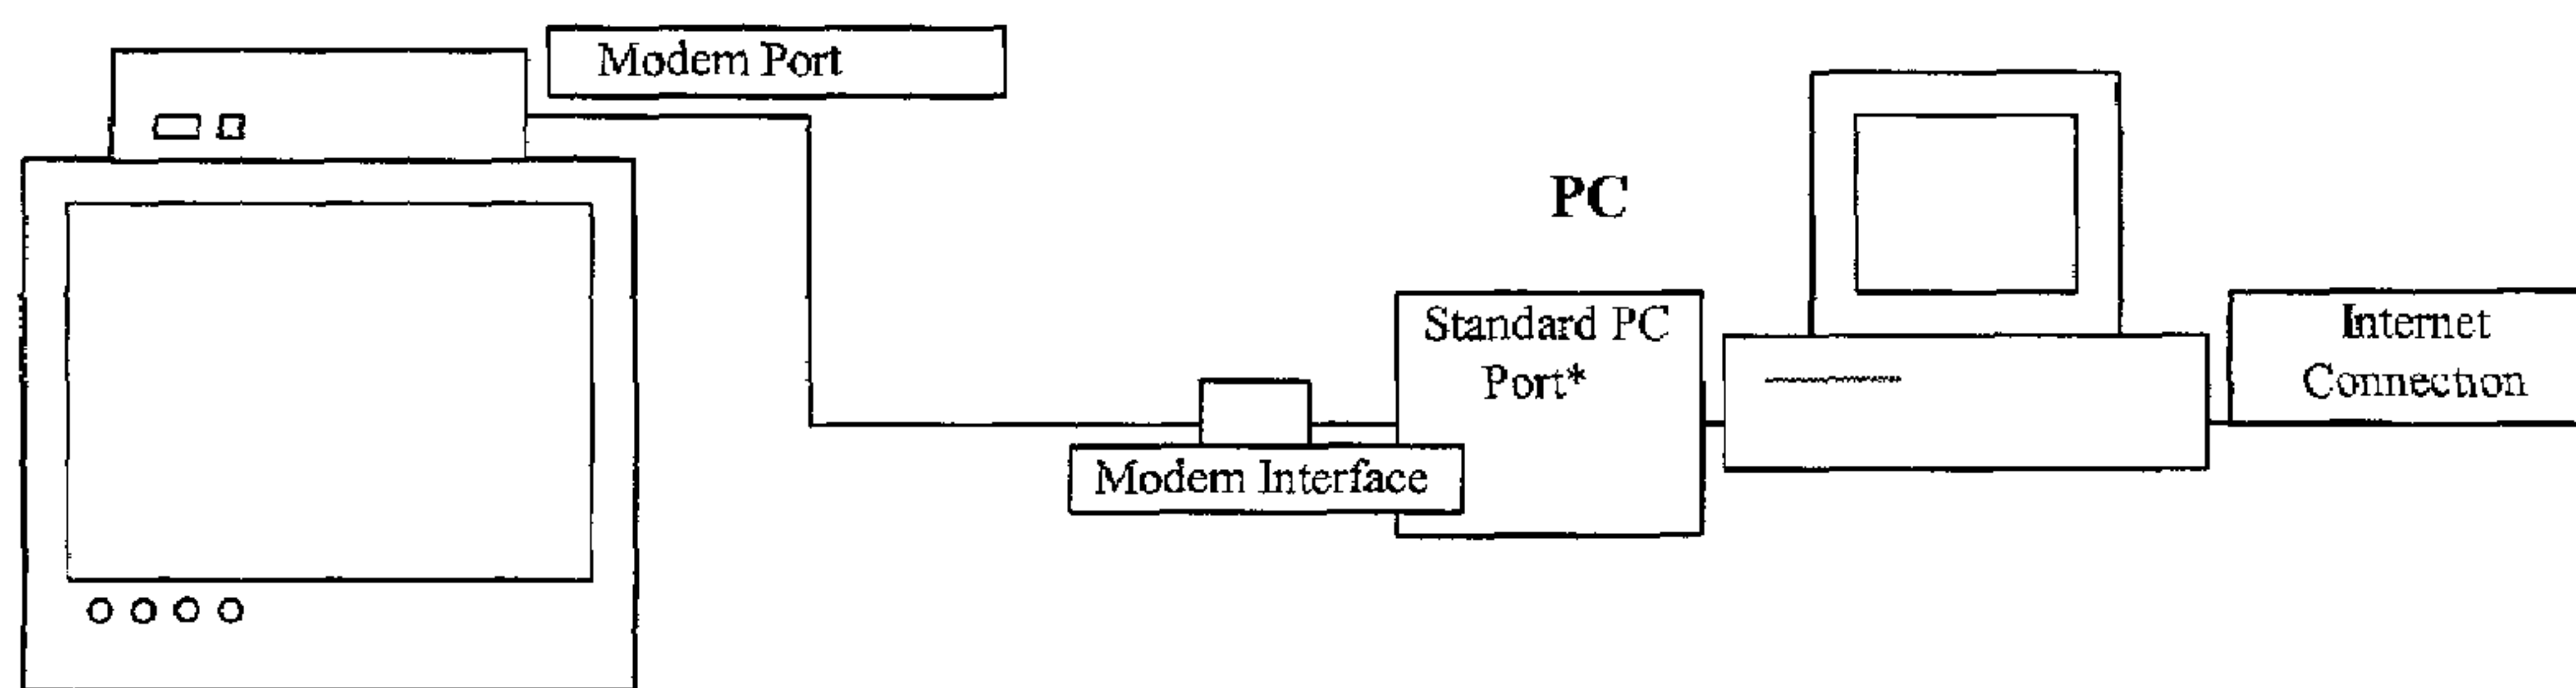 Modem Port
PC
Standard PC
Port*
Internet
Connection
Modem Interface